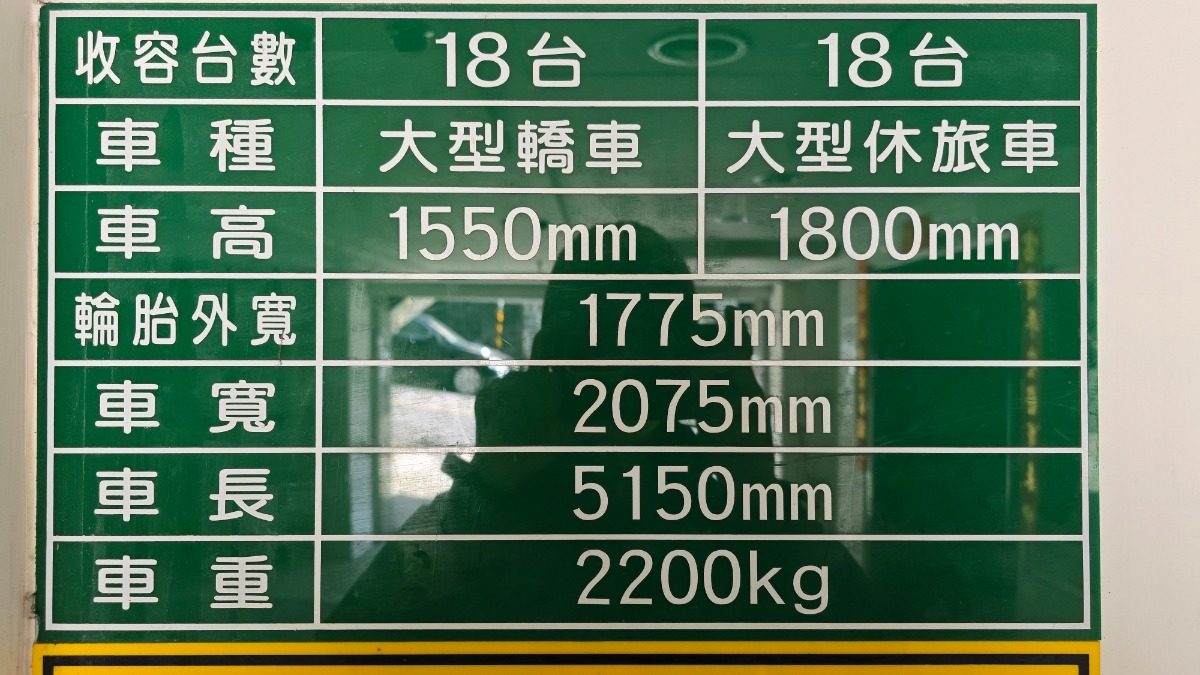 收容台數 18台 18台
車種 大型轎車 大型休旅車
車高 1550mm 1800mm
輪胎外寬 1775mm
車寬 2075mm
車長 5150mm
車重 2200kg